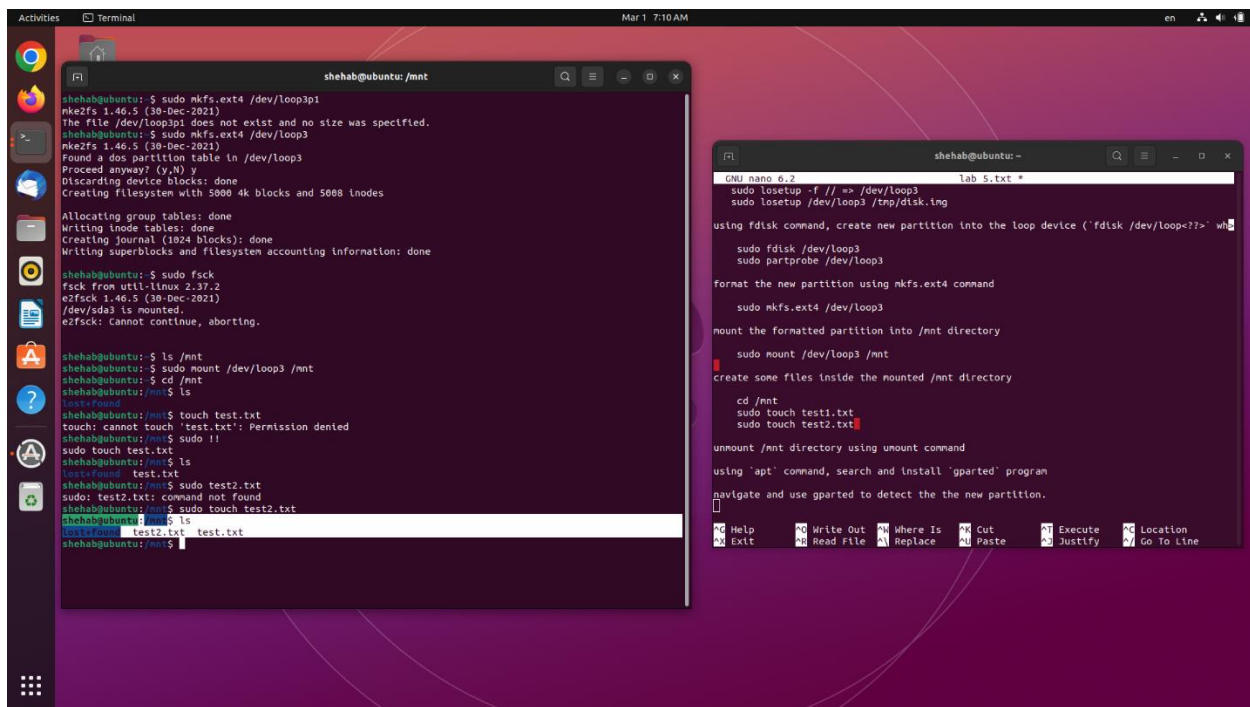 Activities Terminal Mar 1 7:10 AM en
shehab@ubuntu: /mnt
shehab@ubuntu:~$ sudo mkfs.ext4 /dev/loop3p1
mke2fs 1.46.5 (30-Dec-2021)
The file /dev/loop3p1 does not exist and no size was specified.
shehab@ubuntu:~$ sudo mkfs.ext4 /dev/loop3
mke2fs 1.46.5 (30-Dec-2021)
Found a dos partition table in /dev/loop3
Proceed anyway? (y,N) y
Discarding device blocks: done
Creating filesystem with 5000 4k blocks and 5008 inodes
Allocating group tables: done
Writing inode tables: done
Creating journal (1024 blocks): done
Writing superblocks and filesystem accounting information: done
shehab@ubuntu:~$ sudo fsck
fsck from util-linux 2.37.2
e2fsck 1.46.5 (30-Dec-2021)
/dev/sda3 is mounted.
e2fsck: Cannot continue, aborting.
shehab@ubuntu:~$ ls /mnt
shehab@ubuntu:~$ sudo mount /dev/loop3 /mnt
shehab@ubuntu:~$ cd /mnt
shehab@ubuntu:/mnt$ ls
lost+found
shehab@ubuntu:/mnt$ touch test.txt
touch: cannot touch 'test.txt': Permission denied
shehab@ubuntu:/mnt$ sudo !!
sudo touch test.txt
shehab@ubuntu:/mnt$ ls
lost+found test.txt
shehab@ubuntu:/mnt$ sudo test2.txt
sudo: test2.txt: command not found
shehab@ubuntu:/mnt$ sudo touch test2.txt
shehab@ubuntu:/mnt$ ls
lost+found test2.txt test.txt
shehab@ubuntu:/mnt$
shehab@ubuntu: ~
GNU nano 6.2 lab 5.txt *
sudo losetup -f // => /dev/loop3
sudo losetup /dev/loop3 /tmp/disk.img
using fdisk command, create new partition into the loop device (`fdisk /dev/loop<??>` wh>
sudo fdisk /dev/loop3
sudo partprobe /dev/loop3
format the new partition using mkfs.ext4 command
sudo mkfs.ext4 /dev/loop3
mount the formatted partition into /mnt directory
sudo mount /dev/loop3 /mnt
create some files inside the mounted /mnt directory
cd /mnt
sudo touch test1.txt
sudo touch test2.txt
unmount /mnt directory using umount command
using `apt` command, search and install `gparted` program
navigate and use gparted to detect the the new partition.
^G Help ^O Write Out ^W Where Is ^K Cut ^T Execute ^C Location
^X Exit ^R Read File ^\ Replace ^U Paste ^J Justify ^/ Go To Line